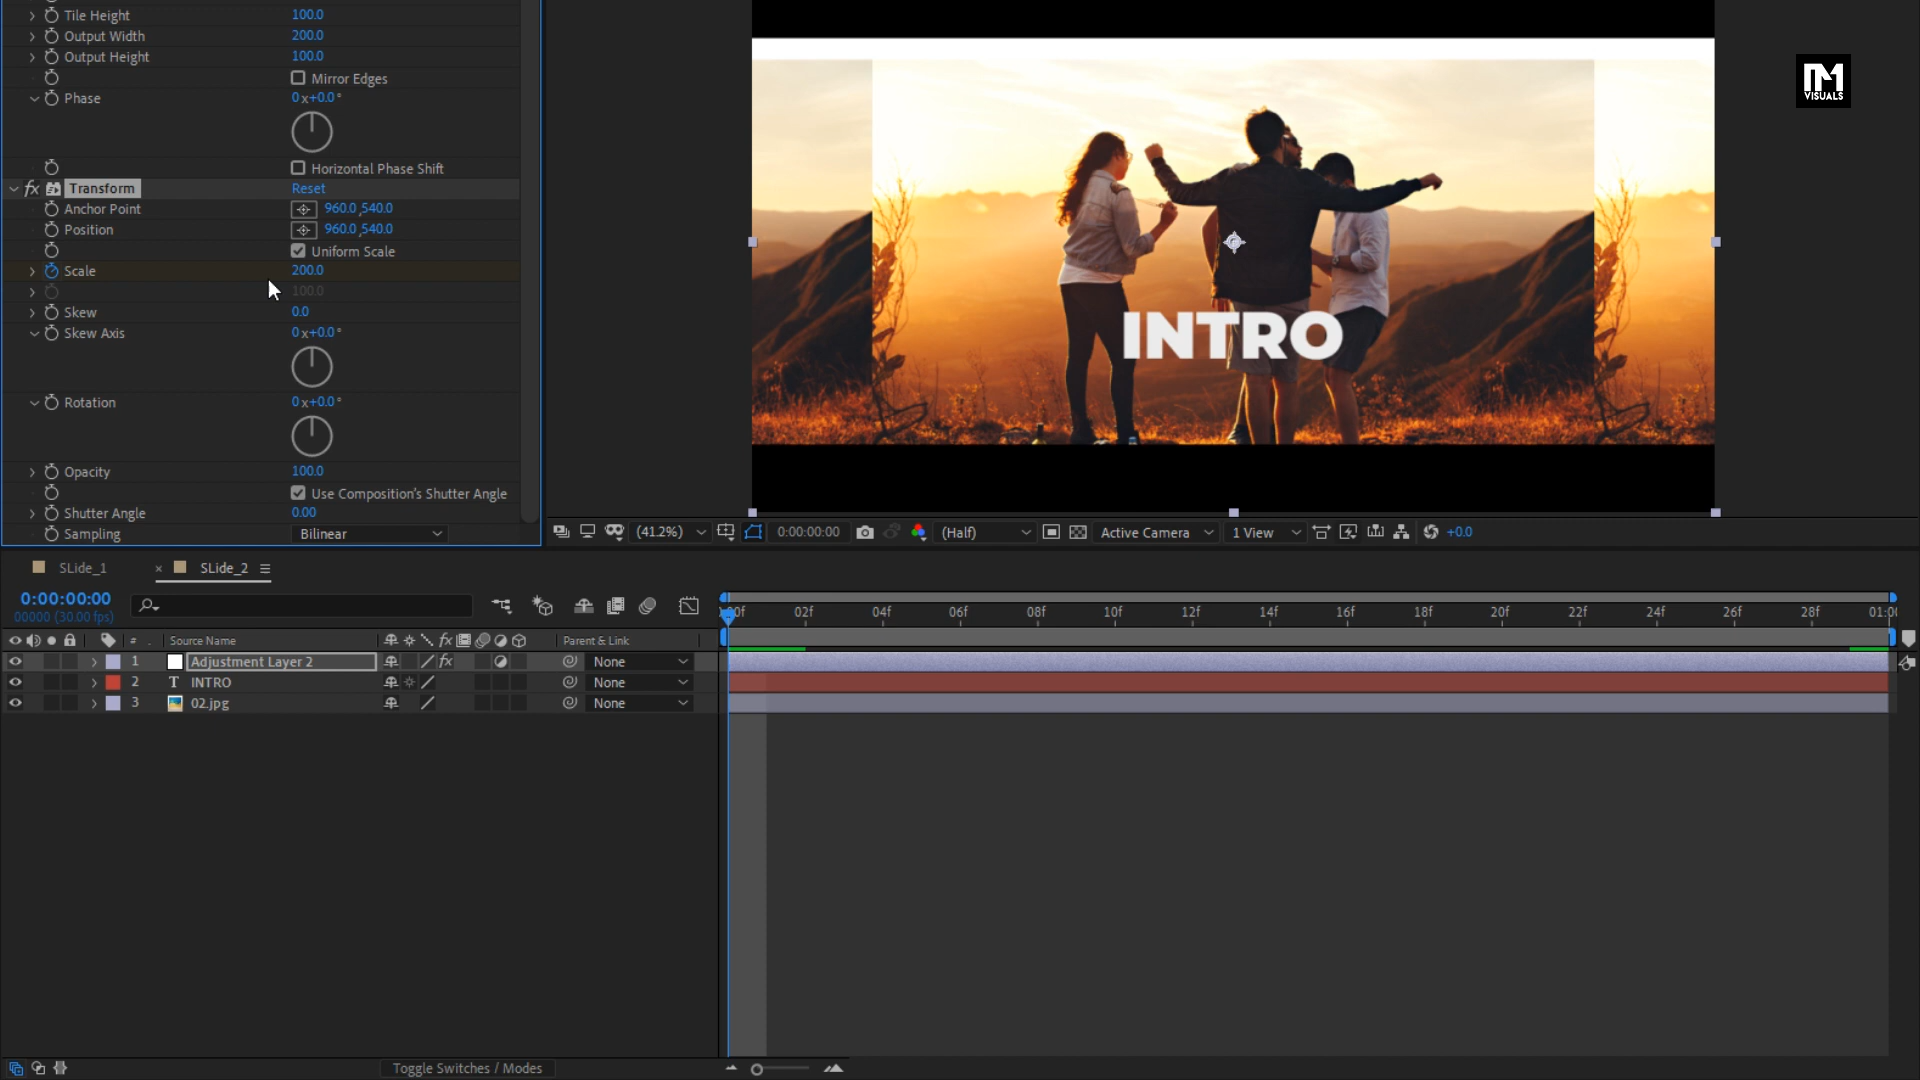 Tile Height 100.0
Output Width 200.0
Output Height 100.0
Mirror Edges
Phase 0x+0.0°
Horizontal Phase Shift
fx Transform Reset
Anchor Point 960.0,540.0
Position 960.0,540.0
Uniform Scale
Scale 200.0
100.0
Skew 0.0
Skew Axis 0x+0.0°
Rotation 0x+0.0°
Opacity 100.0
Use Composition's Shutter Angle
Shutter Angle 0.00
Sampling Bilinear
INTRO
M
VISUALS
(41.2%) 0:00:00:00 (Half) Active Camera 1 View +0.0
SLide_1 × SLide_2
0:00:00:00
00000 (30.00 fps)
:00f 02f 04f 06f 08f 10f 12f 14f 16f 18f 20f 22f 24f 26f 28f 01:0
# Source Name fx Parent & Link
1 Adjustment Layer 2 fx None
2 T INTRO None
3 02.jpg None
Toggle Switches / Modes